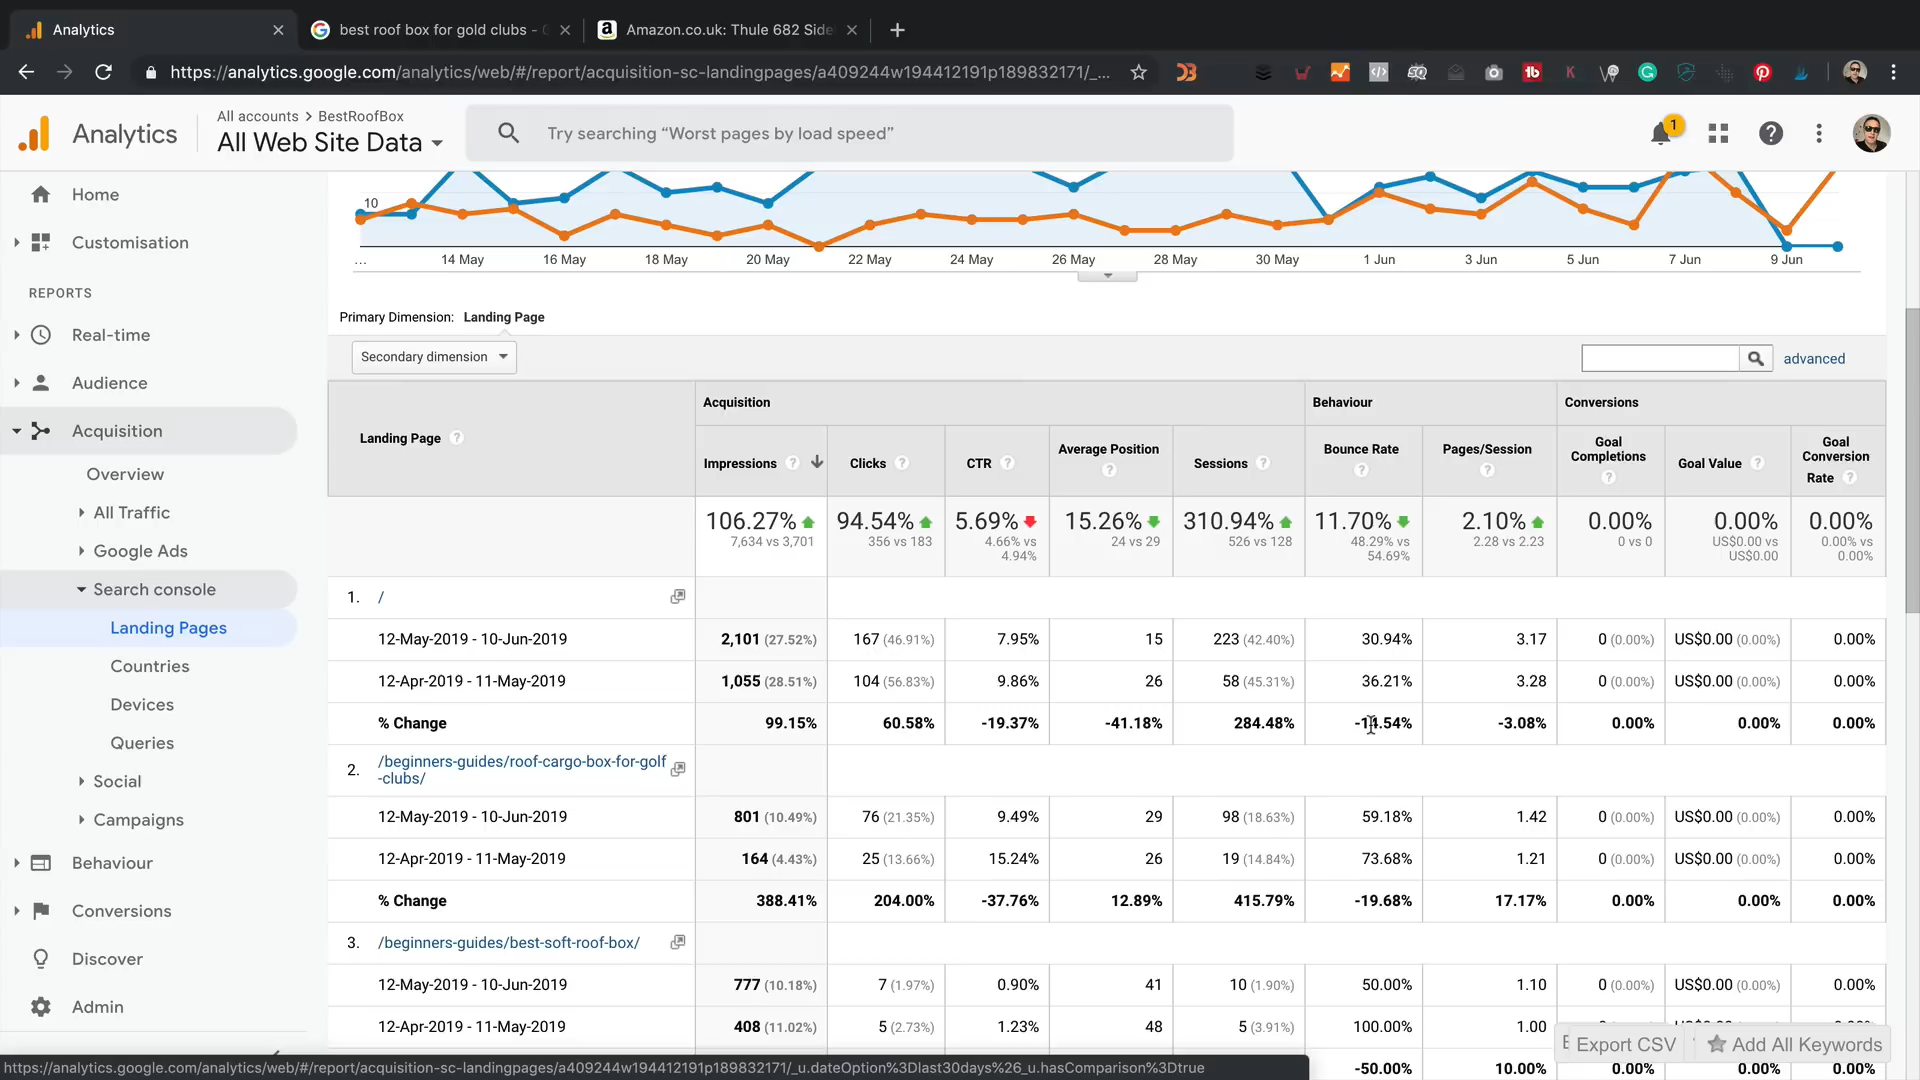 Analytics
best roof box for gold clubs -
Amazon.co.uk: Thule 682 Side
https://analytics.google.com/analytics/web/#/report/acquisition-sc-landingpages/a409244w194412191p189832171/_...
Analytics
All accounts > BestRoofBox
All Web Site Data
Try searching “Worst pages by load speed”
1
Home
Customisation
REPORTS
Real-time
Audience
Acquisition
Overview
All Traffic
Google Ads
Search console
Landing Pages
Countries
Devices
Queries
Social
Campaigns
Behaviour
Conversions
Discover
Admin
10
... 14 May 16 May 18 May 20 May 22 May 24 May 26 May 28 May 30 May 1 Jun 3 Jun 5 Jun 7 Jun 9 Jun
Primary Dimension: Landing Page
Secondary dimension
advanced
Landing Page
Acquisition Behaviour Conversions
Impressions Clicks CTR Average Position Sessions Bounce Rate Pages/Session Goal Completions Goal Value Goal Conversion Rate
106.27% 94.54% 5.69% 15.26% 310.94% 11.70% 2.10% 0.00% 0.00% 0.00%
7,634 vs 3,701 356 vs 183 4.66% vs 4.94% 24 vs 29 526 vs 128 48.29% vs 54.69% 2.28 vs 2.23 0 vs 0 US$0.00 vs US$0.00 0.00% vs 0.00%
1. /
12-May-2019 - 10-Jun-2019 2,101 (27.52%) 167 (46.91%) 7.95% 15 223 (42.40%) 30.94% 3.17 0 (0.00%) US$0.00 (0.00%) 0.00%
12-Apr-2019 - 11-May-2019 1,055 (28.51%) 104 (56.83%) 9.86% 26 58 (45.31%) 36.21% 3.28 0 (0.00%) US$0.00 (0.00%) 0.00%
% Change 99.15% 60.58% -19.37% -41.18% 284.48% -14.54% -3.08% 0.00% 0.00% 0.00%
2. /beginners-guides/roof-cargo-box-for-golf
-clubs/
12-May-2019 - 10-Jun-2019 801 (10.49%) 76 (21.35%) 9.49% 29 98 (18.63%) 59.18% 1.42 0 (0.00%) US$0.00 (0.00%) 0.00%
12-Apr-2019 - 11-May-2019 164 (4.43%) 25 (13.66%) 15.24% 26 19 (14.84%) 73.68% 1.21 0 (0.00%) US$0.00 (0.00%) 0.00%
% Change 388.41% 204.00% -37.76% 12.89% 415.79% -19.68% 17.17% 0.00% 0.00% 0.00%
3. /beginners-guides/best-soft-roof-box/
12-May-2019 - 10-Jun-2019 777 (10.18%) 7 (1.97%) 0.90% 41 10 (1.90%) 50.00% 1.10 0 (0.00%) US$0.00 (0.00%) 0.00%
12-Apr-2019 - 11-May-2019 408 (11.02%) 5 (2.73%) 1.23% 48 5 (3.91%) 100.00% 1.00
Export CSV Add All Keywords
-50.00% 10.00% 0.00% 0.00% 0.00%
https://analytics.google.com/analytics/web/#/report/acquisition-sc-landingpages/a409244w194412191p189832171/_u.dateOption%3Dlast30days%26_u.hasComparison%3Dtrue